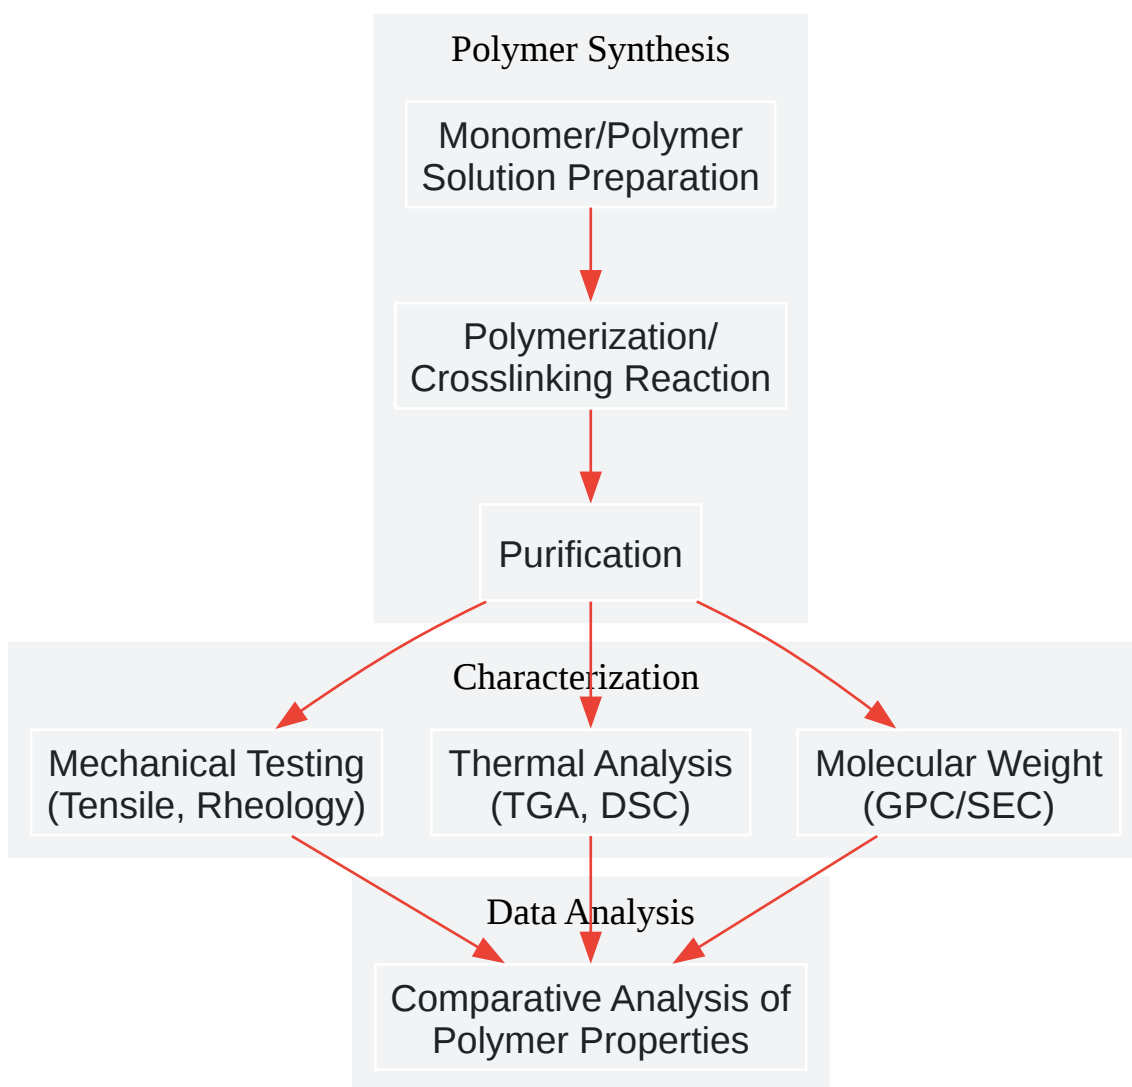 Polymer Synthesis
Monomer/Polymer
Solution Preparation
Polymerization/
Crosslinking Reaction
Purification
Characterization
Mechanical Testing
(Tensile, Rheology)
Thermal Analysis
(TGA, DSC)
Molecular Weight
(GPC/SEC)
Data Analysis
Comparative Analysis of
Polymer Properties